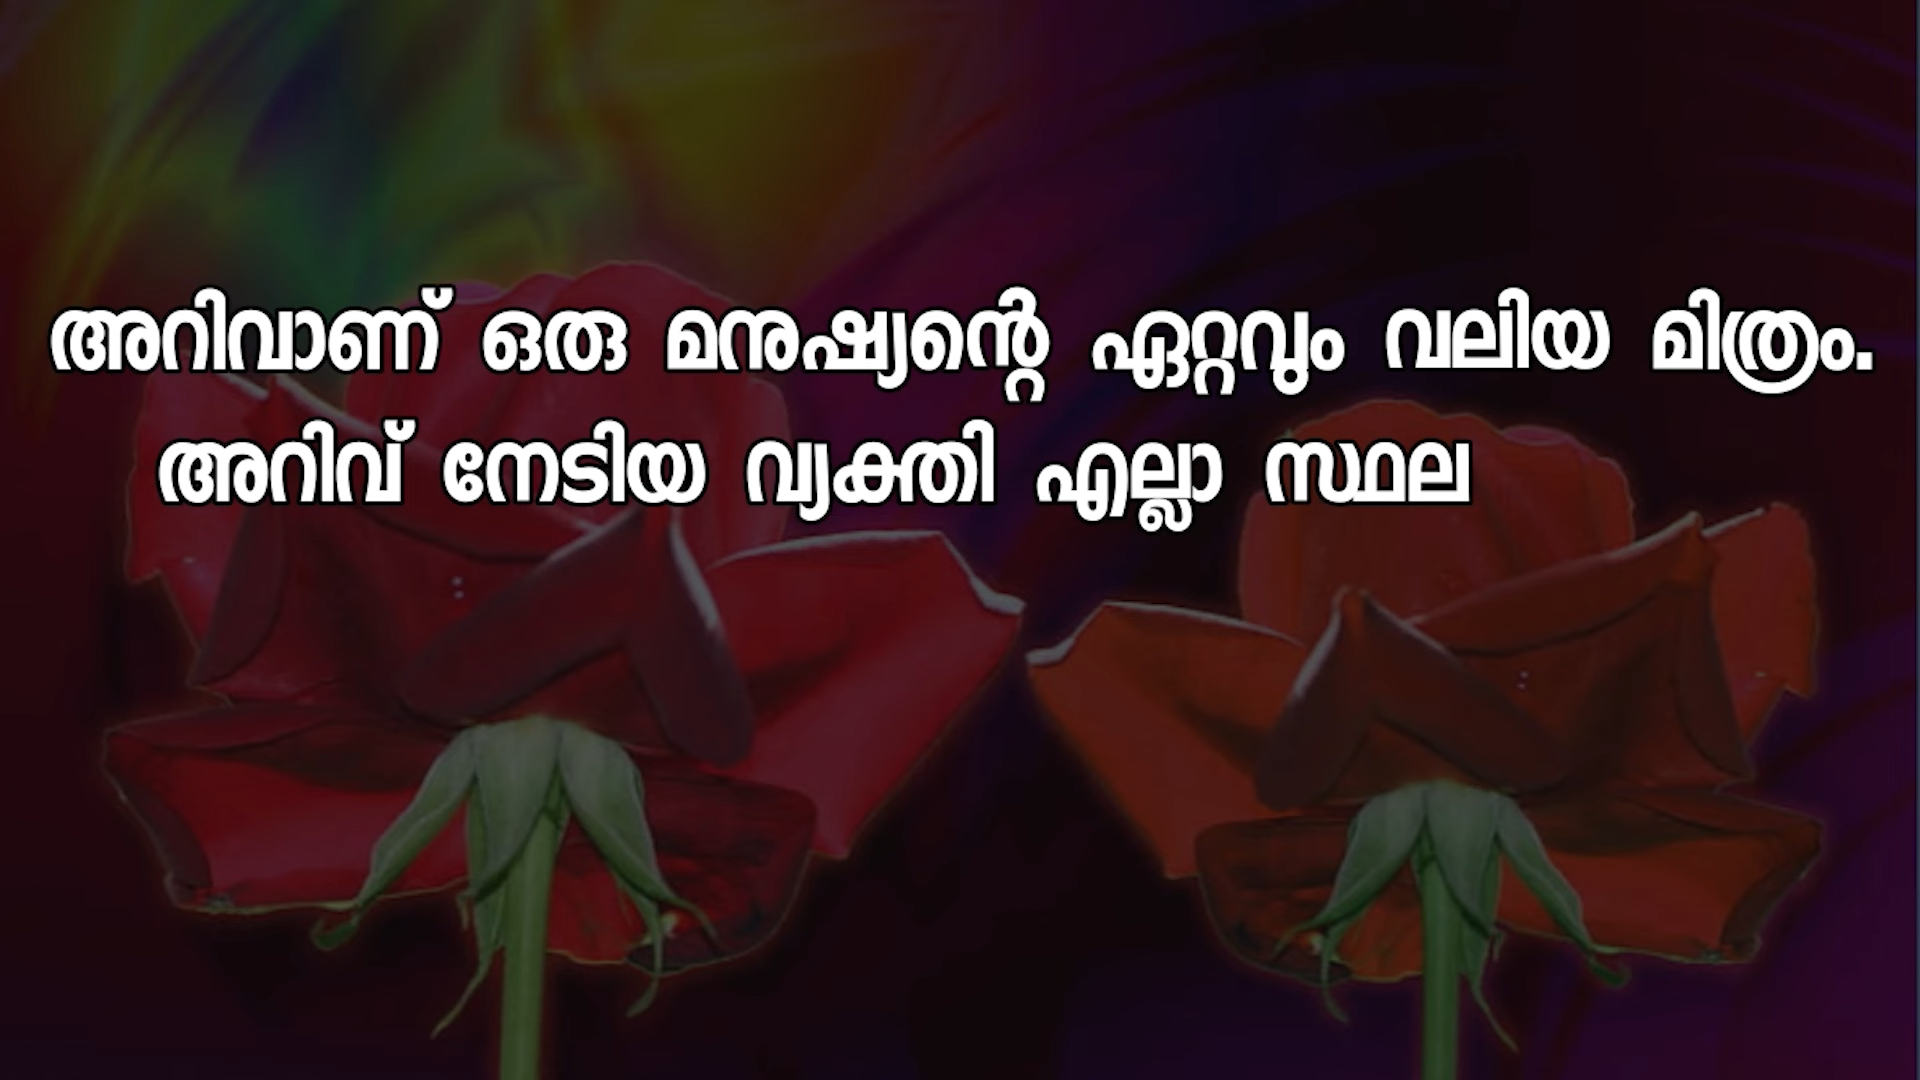 അറിവാണ് ഒരു മനുഷ്യന്റെ ഏറ്റവും വലിയ മിത്രം.
അറിവ് നേടിയ വ്യക്തി എല്ലാ സ്ഥല